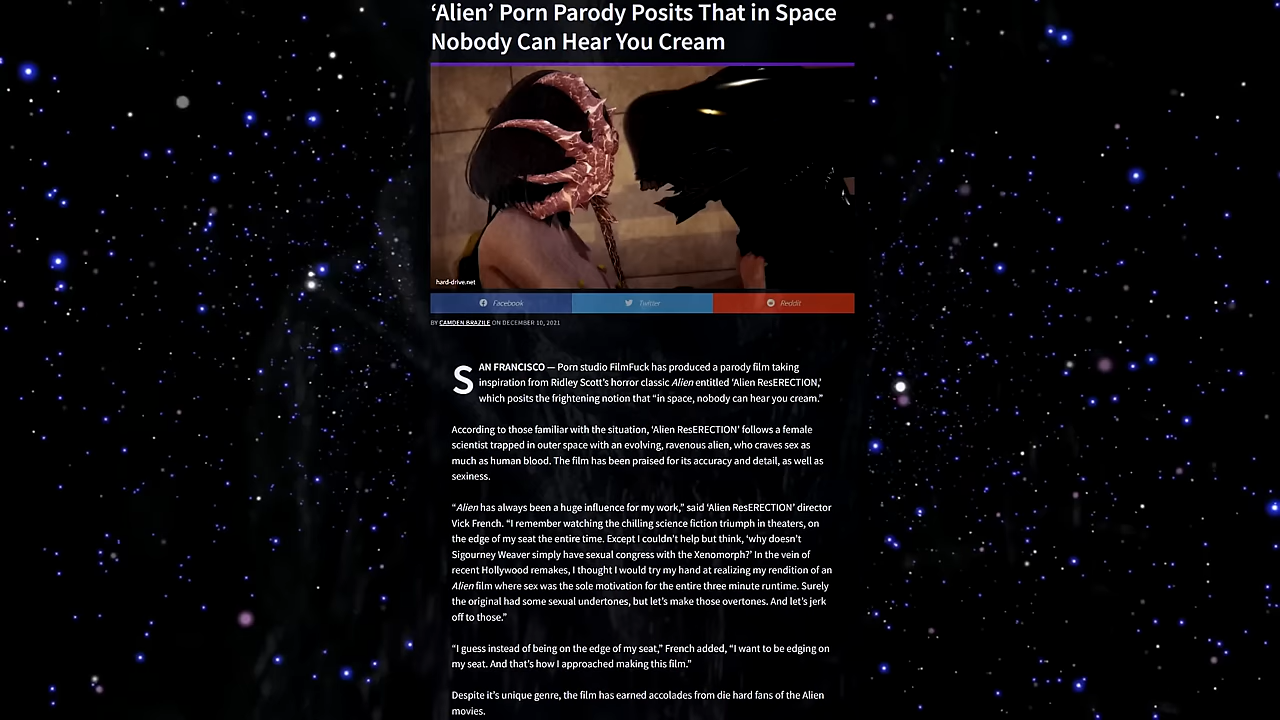 ‘Alien’ Porn Parody Posits That in Space
Nobody Can Hear You Cream
hard-drive.net
Facebook
Twitter
Reddit
BY CAMDEN BRAZILE ON DECEMBER 10, 2021
SAN FRANCISCO — Porn studio FilmFuck has produced a parody film taking
inspiration from Ridley Scott’s horror classic Alien entitled ‘Alien ResERECTION,’
which posits the frightening notion that “in space, nobody can hear you cream.”
According to those familiar with the situation, ‘Alien ResERECTION’ follows a female
scientist trapped in outer space with an evolving, ravenous alien, who craves sex as
much as human blood. The film has been praised for its accuracy and detail, as well as
sexiness.
“Alien has always been a huge influence for my work,” said ‘Alien ResERECTION’ director
Vick French. “I remember watching the chilling science fiction triumph in theaters, on
the edge of my seat the entire time. Except I couldn’t help but think, ‘why doesn’t
Sigourney Weaver simply have sexual congress with the Xenomorph?’ In the vein of
recent Hollywood remakes, I thought I would try my hand at realizing my rendition of an
Alien film where sex was the sole motivation for the entire three minute runtime. Surely
the original had some sexual undertones, but let’s make those overtones. And let’s jerk
off to those.”
“I guess instead of being on the edge of my seat,” French added, “I want to be edging on
my seat. And that’s how I approached making this film.”
Despite it’s unique genre, the film has earned accolades from die hard fans of the Alien
movies.